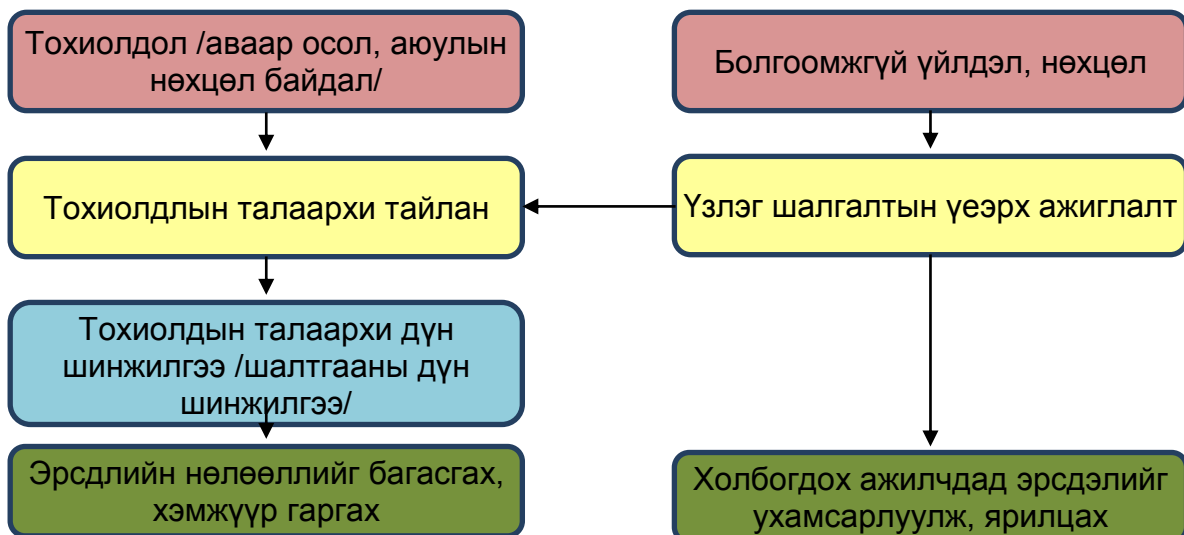 Тохиолдол /аваар осол, аюулын
нөхцөл байдал/
Болгоомжгүй үйлдэл, нөхцөл
Тохиолдлын талаархи тайлан
Үзлэг шалгалтын үеэрх ажиглалт
Тохиолдын талаархи дүн
шинжилгээ /шалтгааны дүн
шинжилгээ/
Эрсдлийн нөлөөллийг багасгах,
хэмжүүр гаргах
Холбогдох ажилчдад эрсдэлийг
ухамсарлуулж, ярилцах